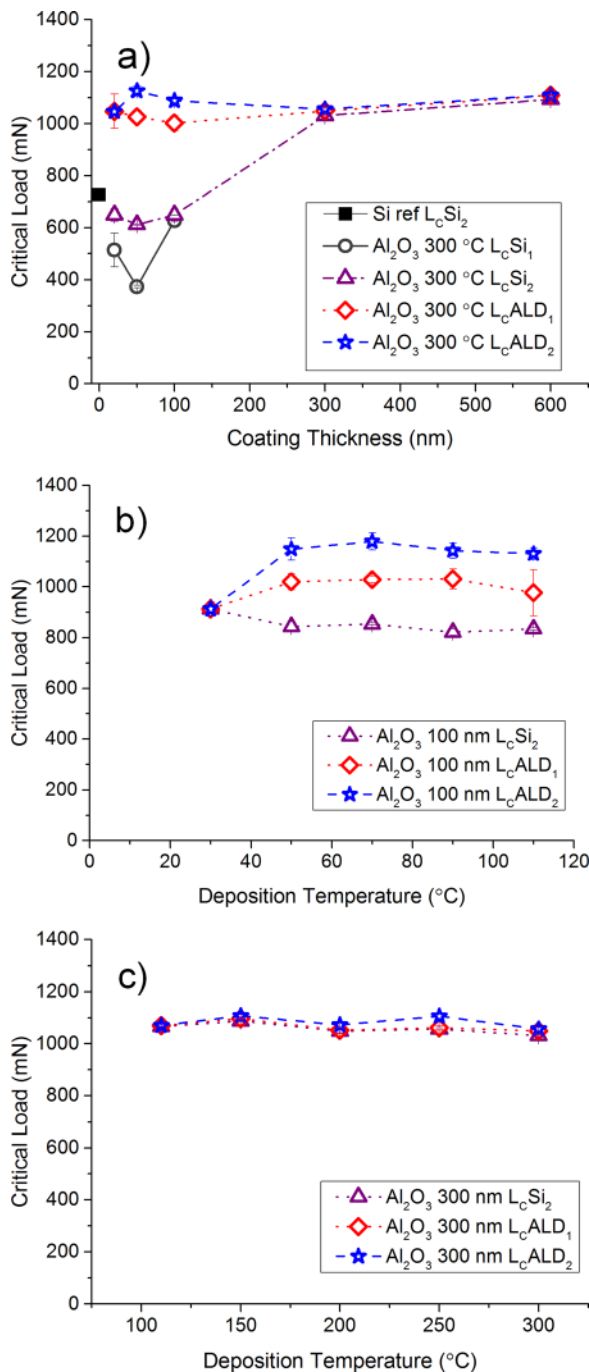 a)
1400
1200
1000
800
600
400
200
0
Critical Load (mN)
Si ref LCSi2
Al2O3 300 °C LCSi1
Al2O3 300 °C LCSi2
Al2O3 300 °C LCALD1
Al2O3 300 °C LCALD2
0 100 200 300 400 500 600
Coating Thickness (nm)
b)
1400
1200
1000
800
600
400
200
0
Critical Load (mN)
Al2O3 100 nm LCSi2
Al2O3 100 nm LCALD1
Al2O3 100 nm LCALD2
0 20 40 60 80 100 120
Deposition Temperature (°C)
c)
1400
1200
1000
800
600
400
200
0
Critical Load (mN)
Al2O3 300 nm LCSi2
Al2O3 300 nm LCALD1
Al2O3 300 nm LCALD2
100 150 200 250 300
Deposition Temperature (°C)